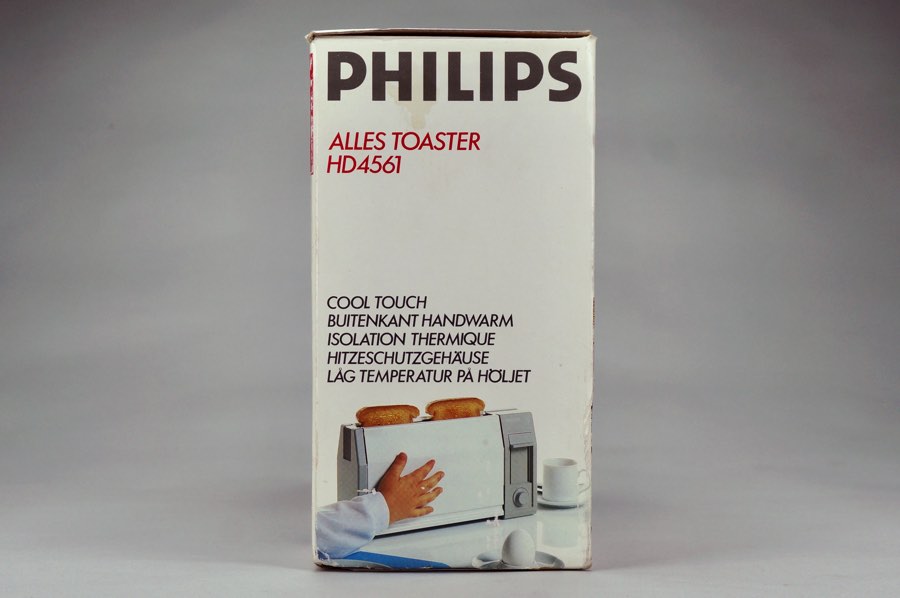 PHILIPS
ALLES TOASTER
HD4561
COOL TOUCH
BUITENKANT HANDWARM
ISOLATION THERMIQUE
HITZESCHUTZGEHÄUSE
LÅG TEMPERATUR PÅ HÖLJET